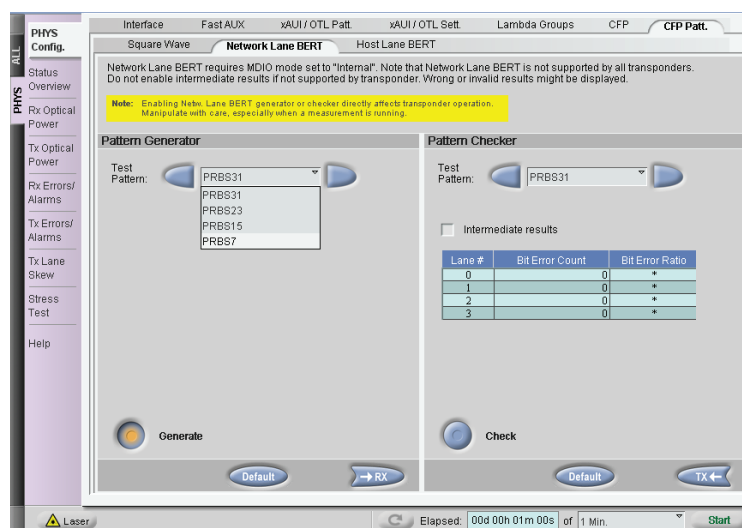 Interface Fast AUX xAUI / OTL Patt. xAUI / OTL Sett. Lambda Groups CFP CFP Patt.
Square Wave Network Lane BERT Host Lane BERT
ALL
PHYS
PHYS
Config.
Status
Overview
Rx Optical
Power
Tx Optical
Power
Rx Errors/
Alarms
Tx Errors/
Alarms
Tx Lane
Skew
Stress
Test
Help
Network Lane BERT requires MDIO mode set to "Internal". Note that Network Lane BERT is not supported by all transponders.
Do not enable intermediate results if not supported by transponder. Wrong or invalid results might be displayed.
Note: Enabling Netw. Lane BERT generator or checker directly affects transponder operation.
Manipulate with care, especially when a measurement is running.
Pattern Generator
Test
Pattern:
PRBS31
PRBS31
PRBS23
PRBS15
PRBS7
Generate
Default → RX
Pattern Checker
Test
Pattern:
PRBS31
Intermediate results
Lane # Bit Error Count Bit Error Ratio
0 0 *
1 0 *
2 0 *
3 0 *
Check
Default TX ←
Laser Elapsed: 00d 00h 01m 00s of 1 Min. Start